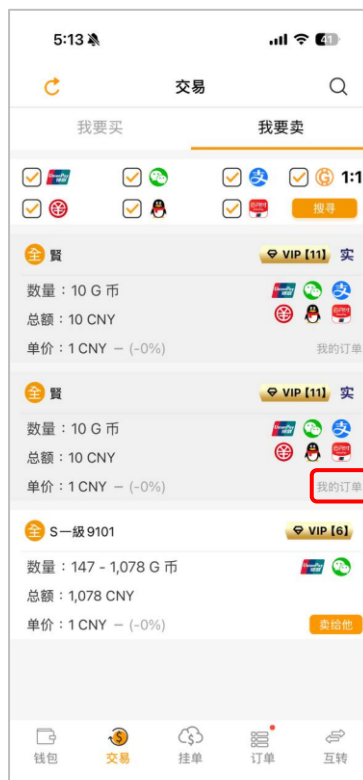 5:13
41
交易
我要买
我要卖
1:1
搜寻
全 賢 VIP [11] 实
数量：10 G 币
总额：10 CNY
单价：1 CNY – (-0%) 我的订单
全 賢 VIP [11] 实
数量：10 G 币
总额：10 CNY
单价：1 CNY – (-0%) 我的订单
全 S一級9101 VIP [6]
数量：147 - 1,078 G 币
总额：1,078 CNY
单价：1 CNY – (-0%) 卖给他
钱包 交易 挂单 订单 互转